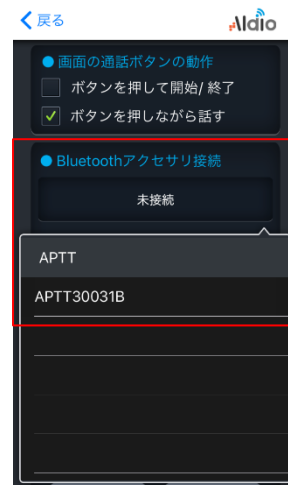 戻る
Aldio
●画面の通話ボタンの動作
ボタンを押して開始/ 終了
ボタンを押しながら話す
●Bluetoothアクセサリ接続
未接続
APTT
APTT30031B